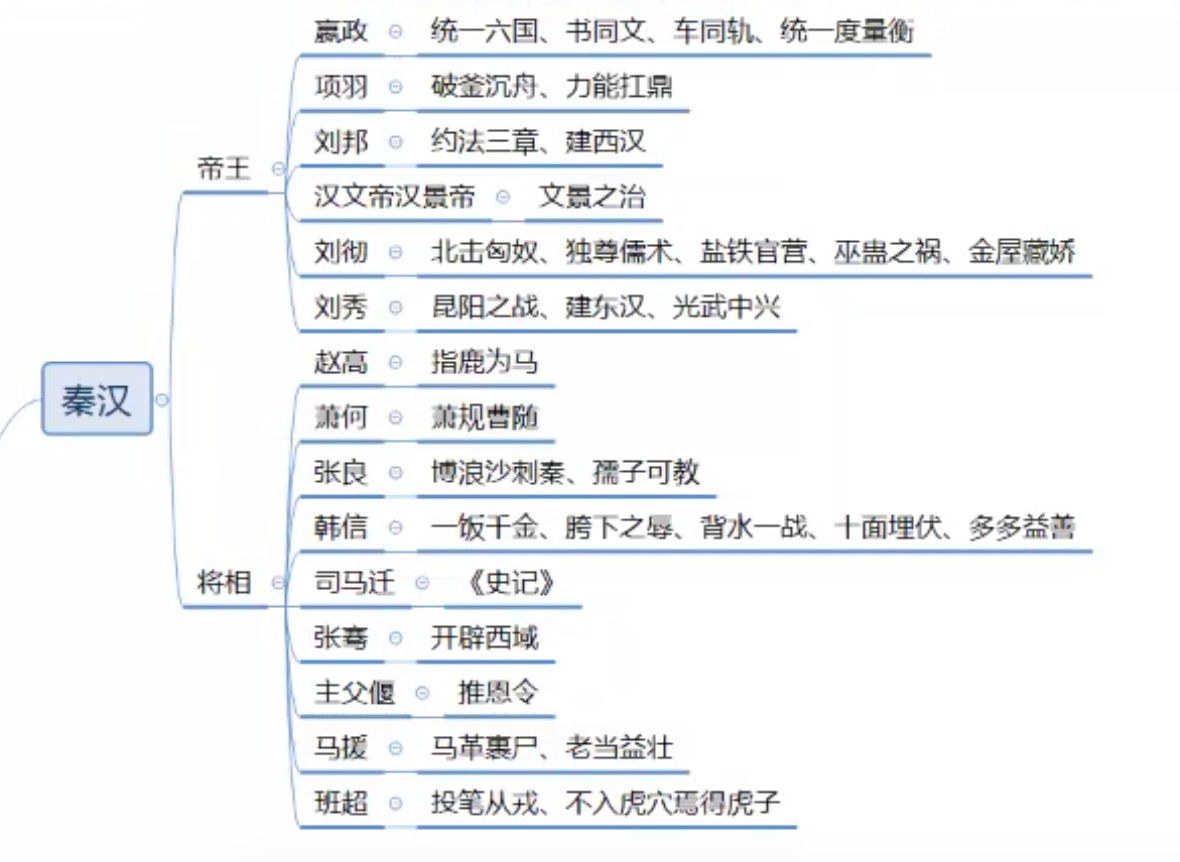 嬴政 统一六国、书同文、车同轨、统一度量衡
项羽 破釜沉舟、力能扛鼎
刘邦 约法三章、建西汉
帝王
汉文帝汉景帝 文景之治
刘彻 北击匈奴、独尊儒术、盐铁官营、巫蛊之祸、金屋藏娇
刘秀 昆阳之战、建东汉、光武中兴
赵高 指鹿为马
秦汉
萧何 萧规曹随
张良 博浪沙刺秦、孺子可教
韩信 一饭千金、胯下之辱、背水一战、十面埋伏、多多益善
将相
司马迁 《史记》
张骞 开辟西域
主父偃 推恩令
马援 马革裹尸、老当益壮
班超 投笔从戎、不入虎穴焉得虎子